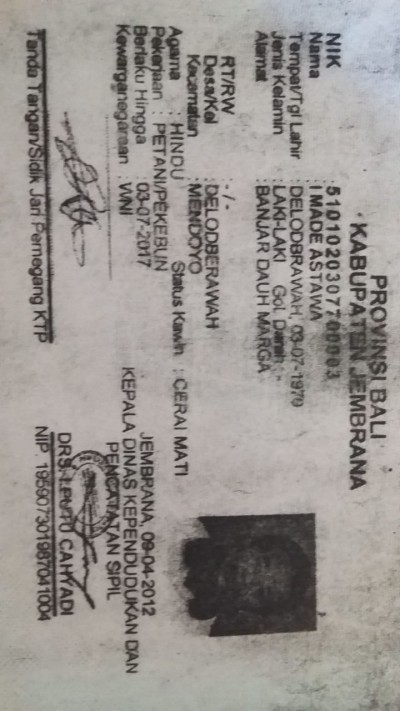 PROVINSI BALI
KABUPATEN JEMBRANA
NIK : 5101020307700003
Nama : I MADE ASTAWA
Tempat/Tgl Lahir : DELODBRAWAH, 03-07-1970
Jenis Kelamin : LAKI-LAKI Gol. Darah : -
Alamat : BANJAR DAUH MARGA
RT/RW : - / -
Desa/Kel : DELODBERAWAH
Kecamatan : MENDOYO
Agama : HINDU Status Kawin : CERAI MATI
Pekerjaan : PETANI/PEKEBUN
Berlaku Hingga : 03-07-2017
Kewarganegaraan : WNI
JEMBRANA, 09-04-2012
KEPALA DINAS KEPENDUDUKAN DAN
PENCATATAN SIPIL
Tanda Tangan/Sidik Jari Pemegang KTP
DRS. I PUTU CAHYADI
NIP. 195907301987041004